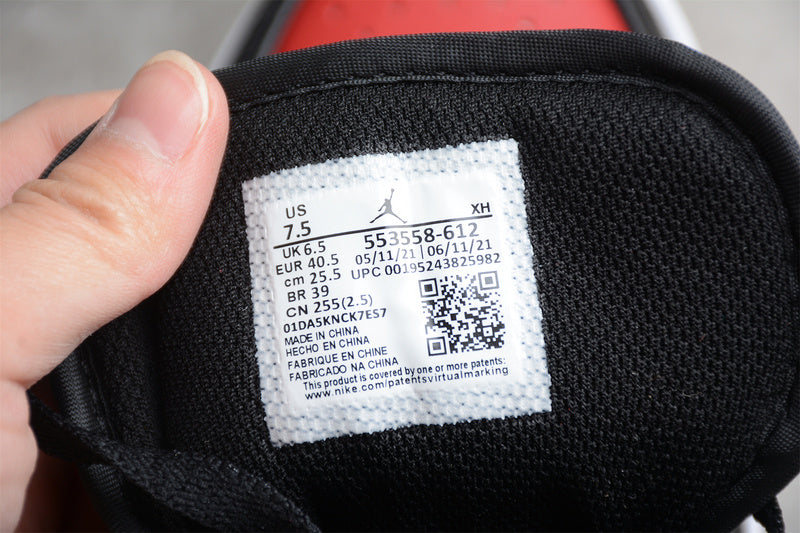 US
7.5
XH
UK 6.5
553558-612
EUR 40.5
05/11/21 | 06/11/21
cm 25.5
UPC 00195243825982
BR 39
CN 255(2.5)
01DA5KNCK7ES7
MADE IN CHINA
HECHO EN CHINA
FABRIQUE EN CHINE
FABRICADO NA CHINA
This product is covered by one or more patents:
www.nike.com/patentsvirtualmarking